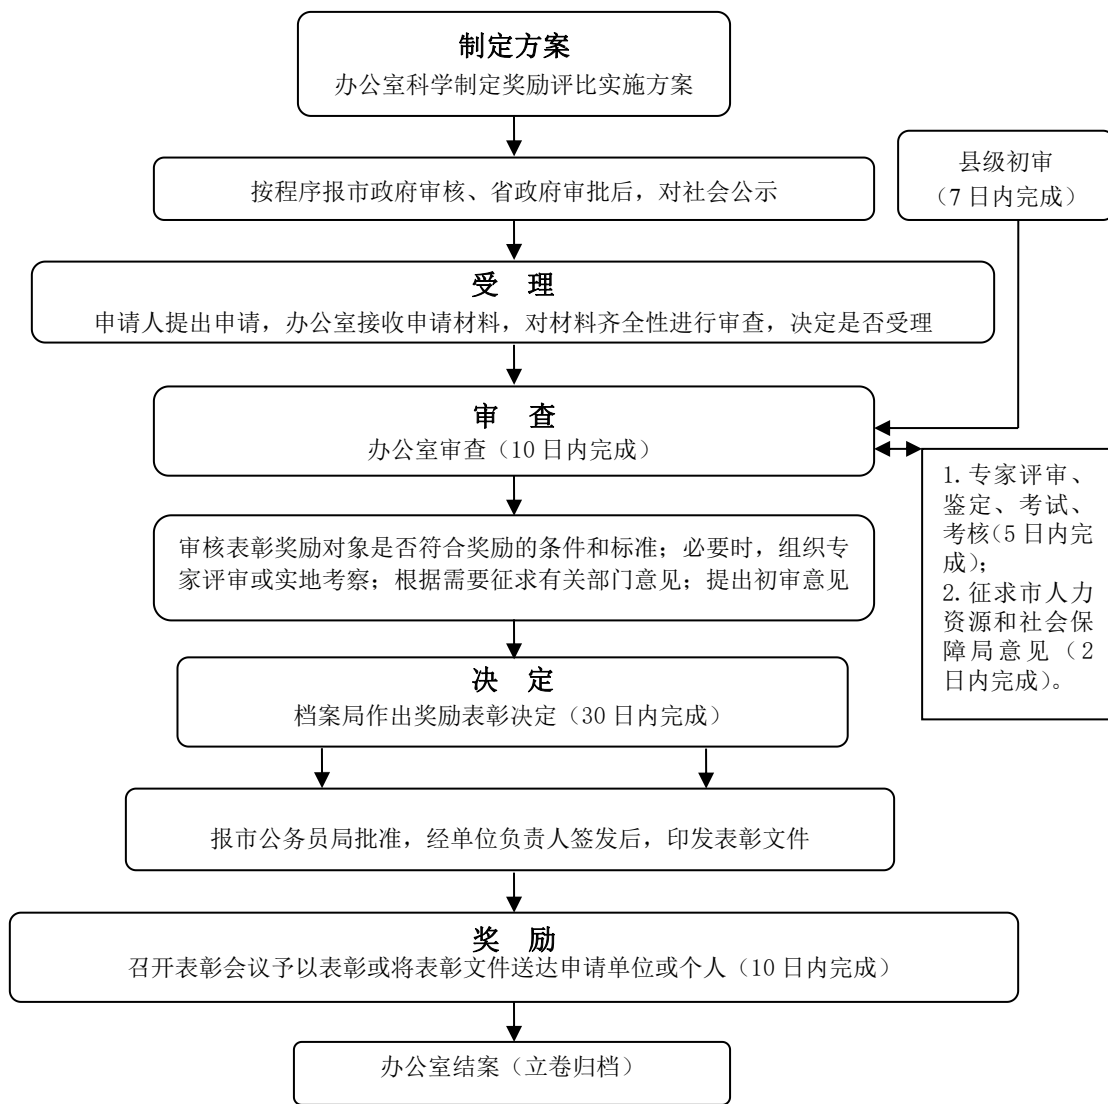 制定方案
办公室科学制定奖励评比实施方案
县级初审
（7 日内完成）
按程序报市政府审核、省政府审批后，对社会公示
受 理
申请人提出申请，办公室接收申请材料，对材料齐全性进行审查，决定是否受理
审 查
办公室审查（10 日内完成）
1. 专家评审、
鉴定、考试、
考核（5 日内完
成）；
2. 征求市人力
资源和社会保
障局意见（2
日内完成）。
审核表彰奖励对象是否符合奖励的条件和标准；必要时，组织专
家评审或实地考察；根据需要征求有关部门意见；提出初审意见
决 定
档案局作出奖励表彰决定（30 日内完成）
报市公务员局批准，经单位负责人签发后，印发表彰文件
奖 励
召开表彰会议予以表彰或将表彰文件送达申请单位或个人（10 日内完成）
办公室结案（立卷归档）